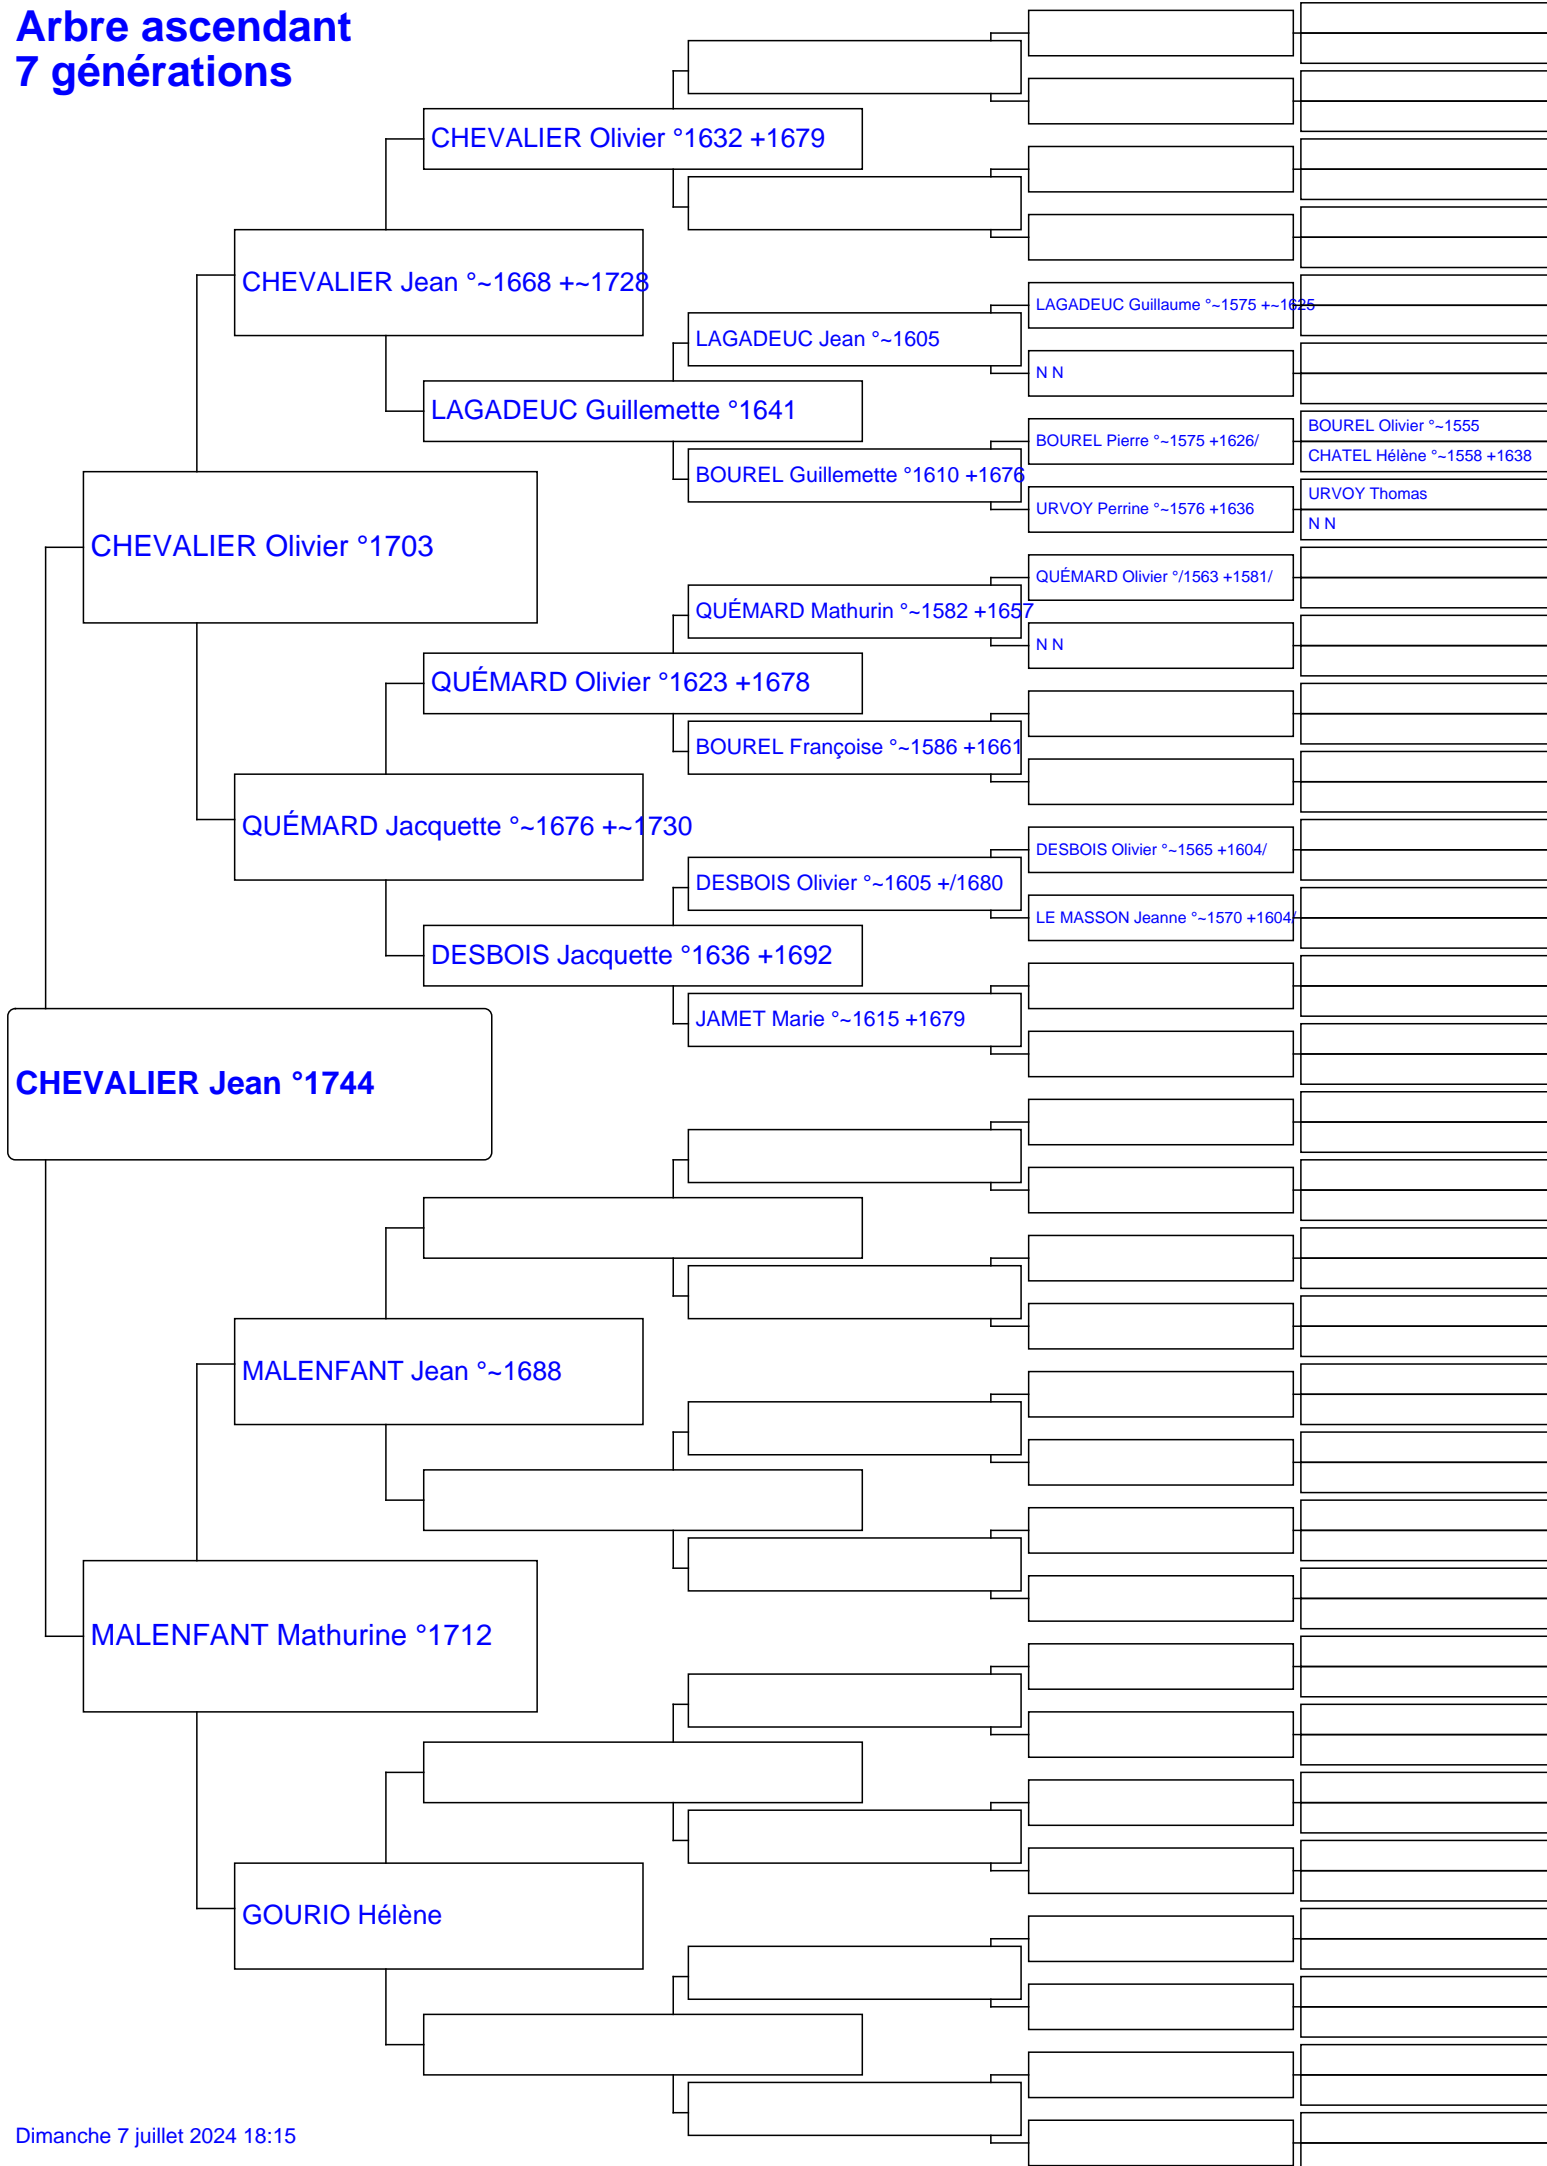 Arbre ascendant
7 générations
CHEVALIER Olivier °1632 +1679
CHEVALIER Jean °~1668 +~1728
LAGADEUC Guillaume °~1575 +~1625
LAGADEUC Jean °~1605
N N
LAGADEUC Guillemette °1641
BOUREL Olivier °~1555
BOUREL Pierre °~1575 +1626/
CHATEL Hélène °~1558 +1638
BOUREL Guillemette °1610 +1676
URVOY Thomas
URVOY Perrine °~1576 +1636
N N
CHEVALIER Olivier °1703
QUÉMARD Olivier °/1563 +1581/
QUÉMARD Mathurin °~1582 +1657
N N
QUÉMARD Olivier °1623 +1678
BOUREL Françoise °~1586 +1661
QUÉMARD Jacquette °~1676 +~1730
DESBOIS Olivier °~1565 +1604/
DESBOIS Olivier °~1605 +/1680
LE MASSON Jeanne °~1570 +1604/
DESBOIS Jacquette °1636 +1692
JAMET Marie °~1615 +1679
CHEVALIER Jean °1744
MALENFANT Jean °~1688
MALENFANT Mathurine °1712
GOURIO Hélène
Dimanche 7 juillet 2024 18:15